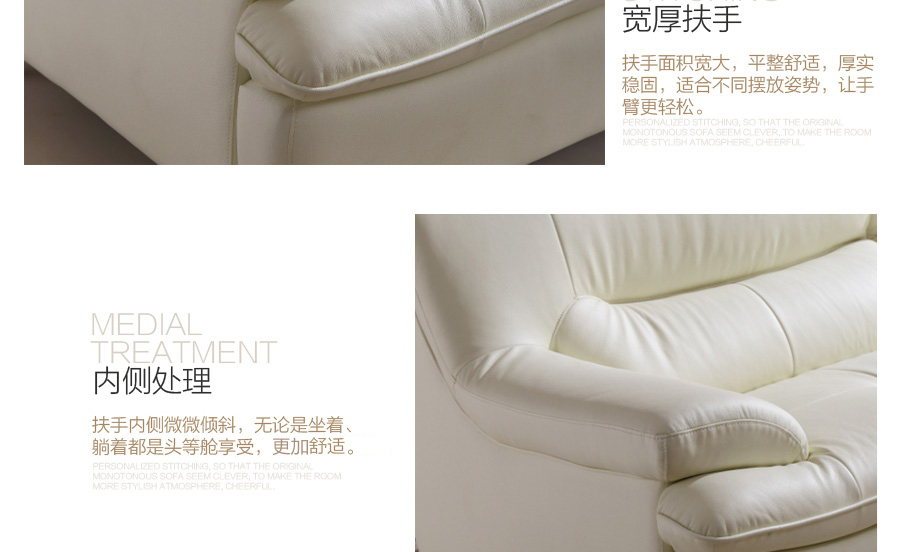 宽厚扶手
扶手面积宽大，平整舒适，厚实
稳固，适合不同摆放姿势，让手
臂更轻松。
PERSONALIZED STITCHING, SO THAT THE ORIGINAL
MONOTONOUS SOFA SEEM CLEVER, TO MAKE THE ROOM
MORE STYLISH ATMOSPHERE, CHEERFUL.
MEDIAL
TREATMENT
内侧处理
扶手内侧微微倾斜，无论是坐着、
躺着都是头等舱享受，更加舒适。
PERSONALIZED STITCHING, SO THAT THE ORIGINAL
MONOTONOUS SOFA SEEM CLEVER, TO MAKE THE ROOM
MORE STYLISH ATMOSPHERE, CHEERFUL.